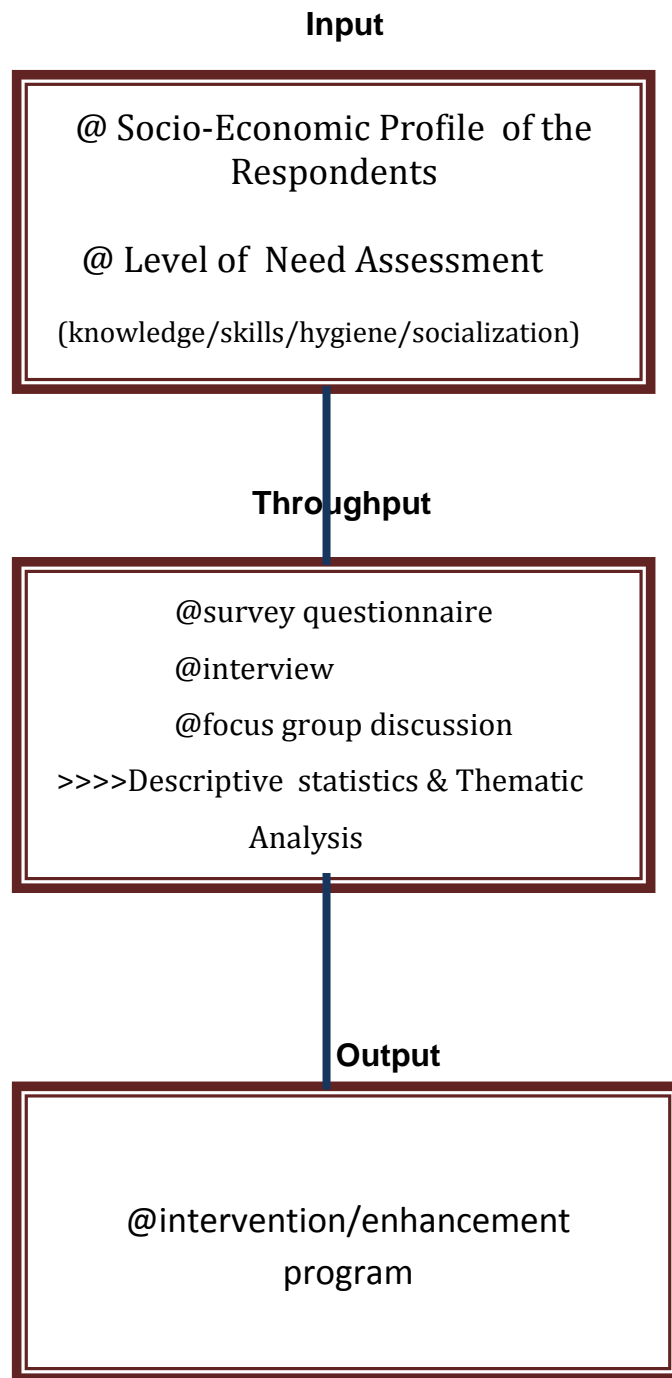 Input
@ Socio-Economic Profile of the
Respondents
@ Level of Need Assessment
(knowledge/skills/hygiene/socialization)
Throughput
@survey questionnaire
@interview
@focus group discussion
>>>>Descriptive statistics & Thematic
Analysis
Output
@intervention/enhancement
program